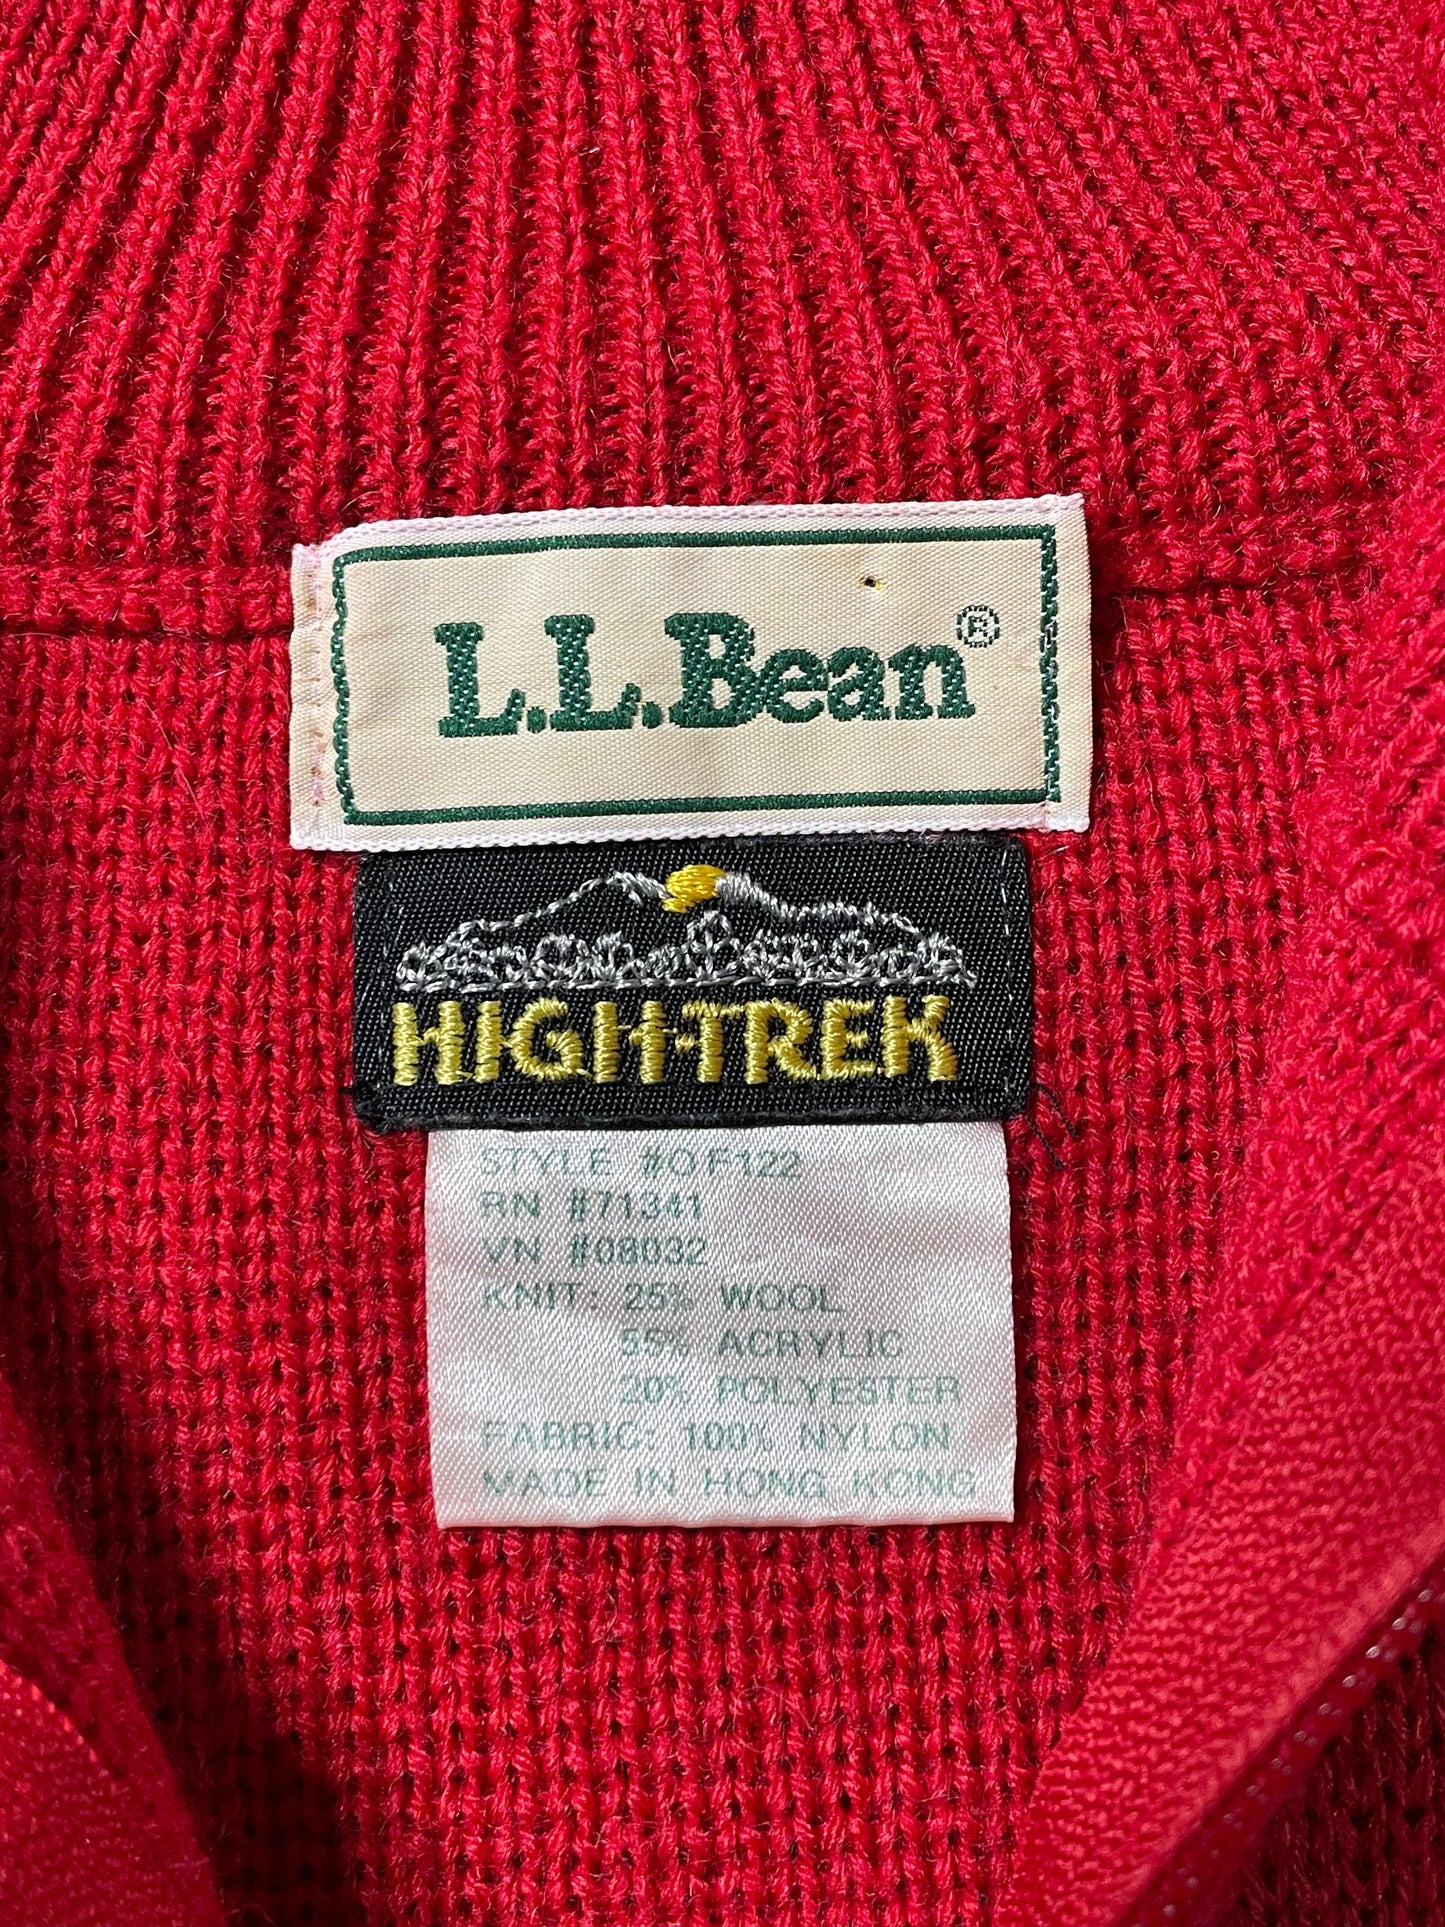 L.L.Bean®
HIGH-TREK
STYLE #OF122
RN #71341
VN #08032
KNIT: 25% WOOL
55% ACRYLIC
20% POLYESTER
FABRIC: 100% NYLON
MADE IN HONG KONG